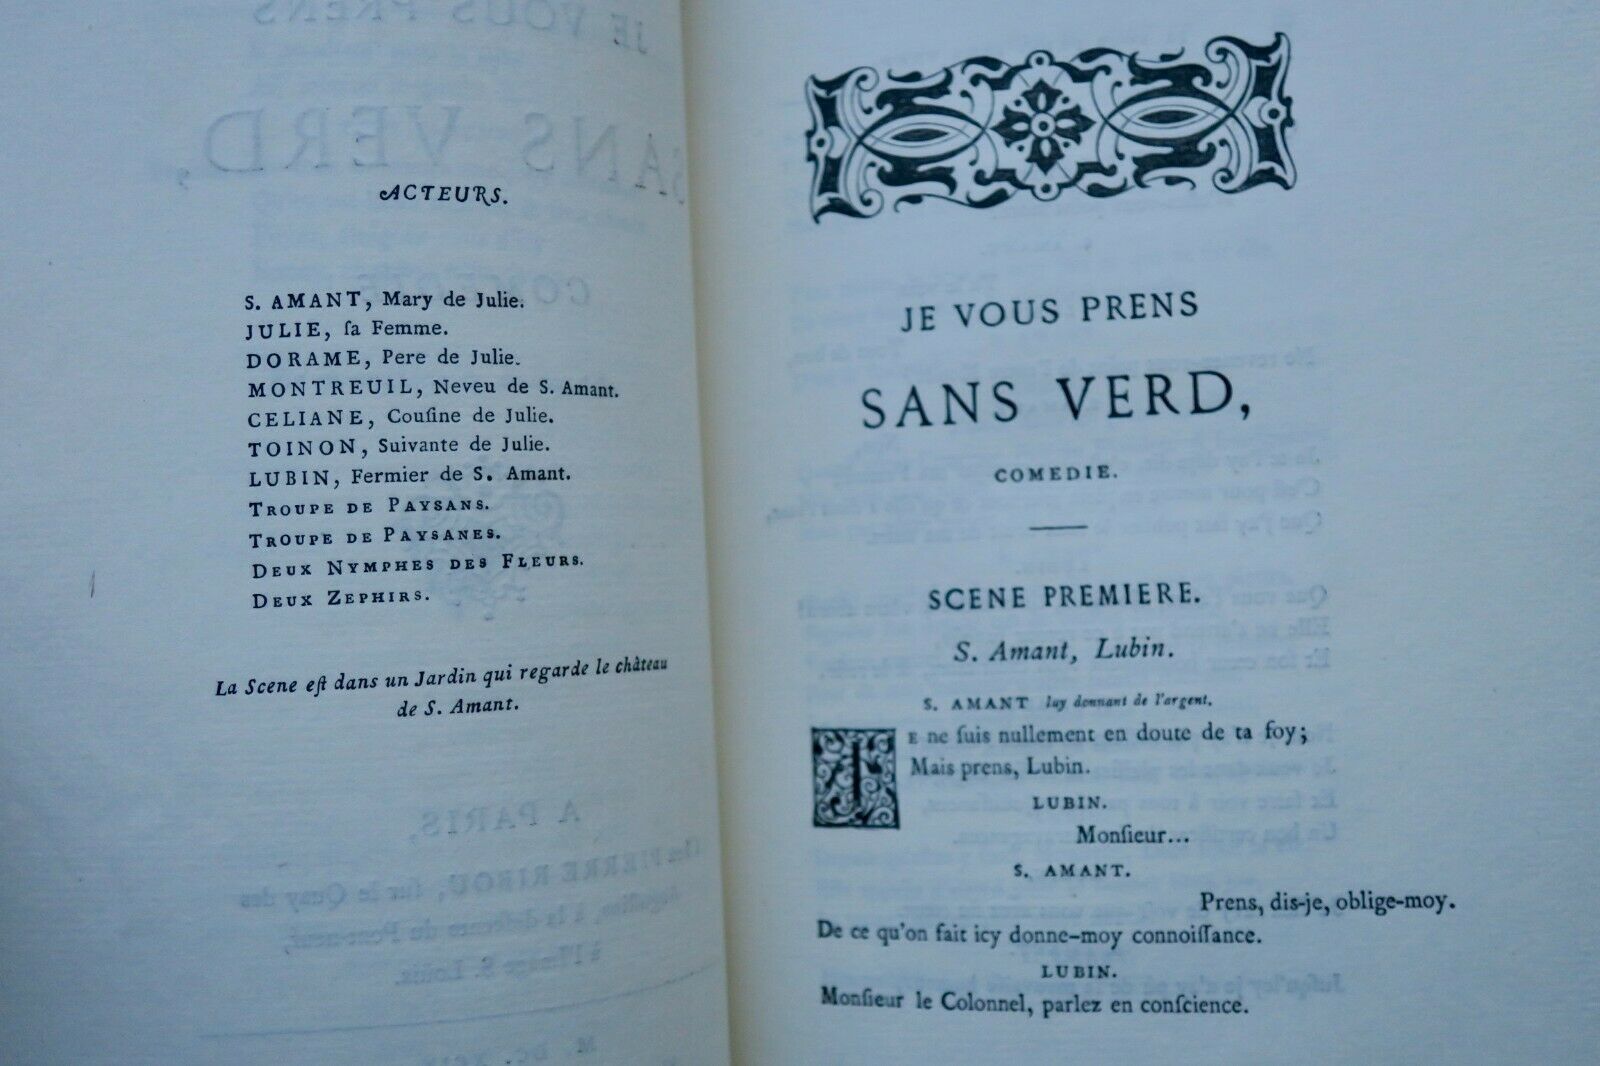 ACTEURS.
S. AMANT, Mary de Julie.
JULIE, ſa Femme.
DORAME, Pere de Julie.
MONTREUIL, Neveu de S. Amant.
CELIANE, Couſine de Julie.
TOINON, Suivante de Julie.
LUBIN, Fermier de S. Amant.
TROUPE DE PAYSANS.
TROUPE DE PAYSANES.
DEUX NYMPHES DES FLEURS.
DEUX ZEPHIRS.
La Scene eſt dans un Jardin qui regarde le château
de S. Amant.
JE VOUS PRENS
SANS VERD,
COMEDIE.
SCENE PREMIERE.
S. Amant, Lubin.
S. AMANT luy donnant de l'argent.
JE ne ſuis nullement en doute de ta foy;
Mais prens, Lubin.
LUBIN.
Monſieur...
S. AMANT.
Prens, dis-je, oblige-moy.
De ce qu'on fait icy donne-moy connoiſſance.
LUBIN.
Monſieur le Colonnel, parlez en conſcience.